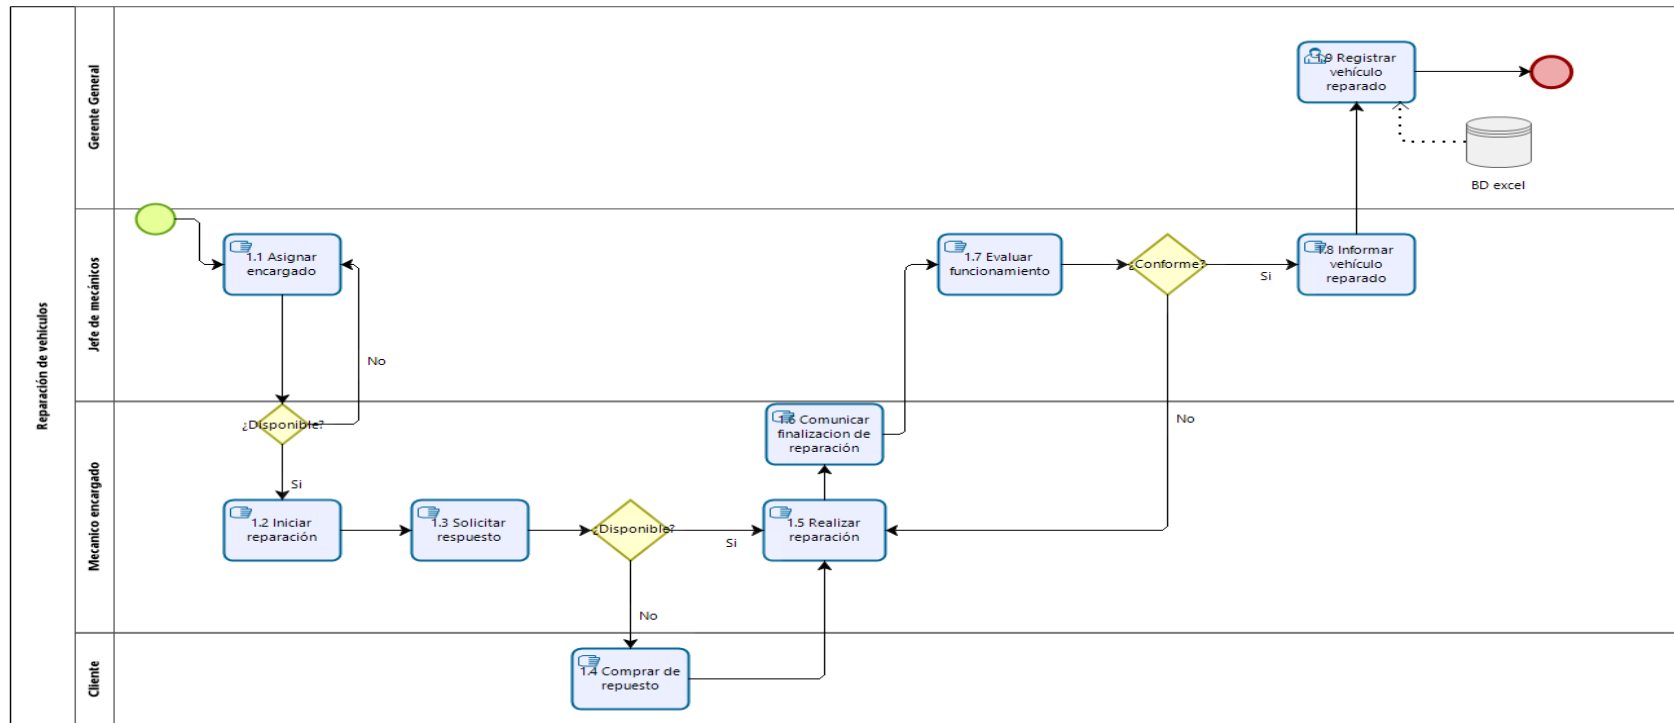 Reparación de vehículos
Gerente General
1.9 Registrar
vehículo
reparado
BD excel
Jefe de mecánicos
1.1 Asignar
encargado
No
1.7 Evaluar
funcionamiento
¿Conforme?
Si
1.8 Informar
vehículo
reparado
Mecanico encargado
¿Disponible?
Si
1.2 Iniciar
reparación
1.3 Solicitar
respuesto
¿Disponible?
Si
No
1.6 Comunicar
finalizacion de
reparación
1.5 Realizar
reparación
No
Cliente
1.4 Comprar de
repuesto